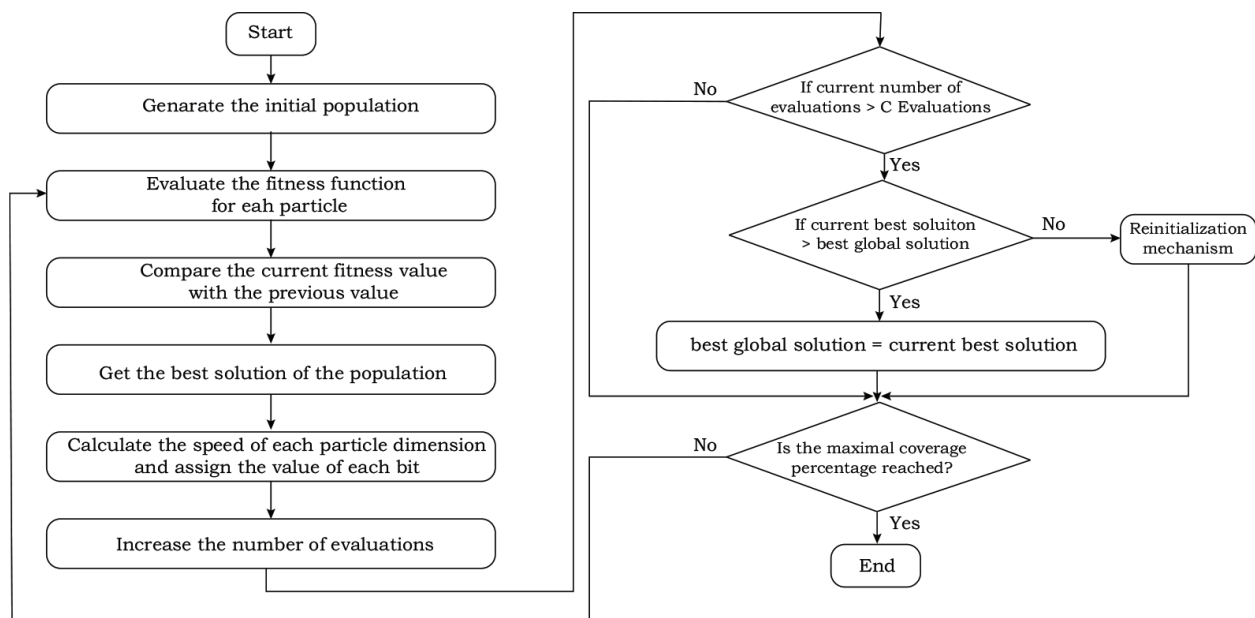 Start
Genarate the initial population
Evaluate the fitness function
for eah particle
Compare the current fitness value
with the previous value
Get the best solution of the population
Calculate the speed of each particle dimension
and assign the value of each bit
Increase the number of evaluations
If current number of
evaluations > C Evaluations
No
Yes
If current best soluiton
> best global solution
No
Reinitialization
mechanism
Yes
best global solution = current best solution
Is the maximal coverage
percentage reached?
No
Yes
End